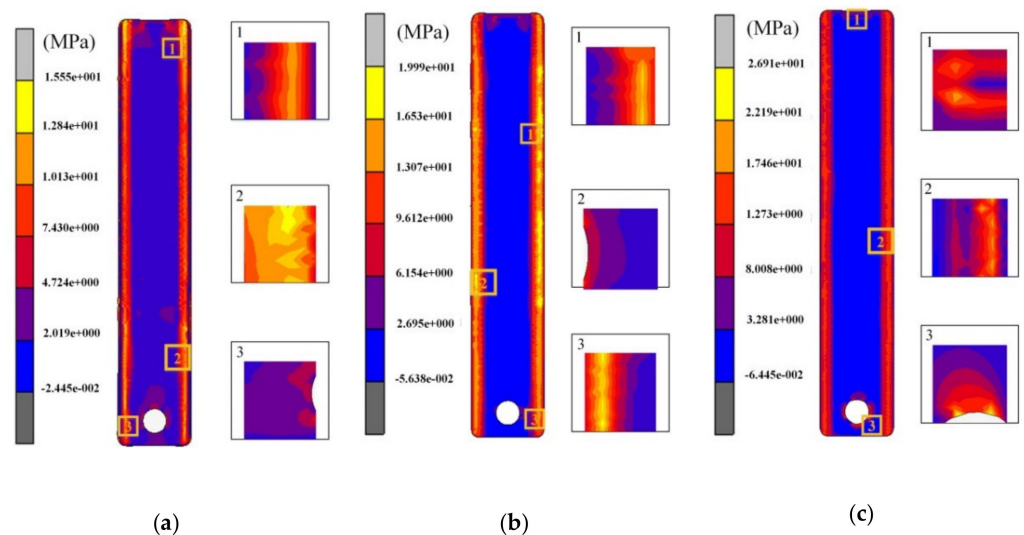 (MPa)
1.555e+001
1.284e+001
1.013e+001
7.430e+000
4.724e+000
2.019e+000
-2.445e-002
1
2
3
1
2
3
(a)
(MPa)
1.999e+001
1.653e+001
1.307e+001
9.612e+000
6.154e+000
2.695e+000
-5.638e-002
1
2
3
1
2
3
(b)
(MPa)
2.691e+001
2.219e+001
1.746e+001
1.273e+000
8.008e+000
3.281e+000
-6.445e-002
1
2
3
1
2
3
(c)